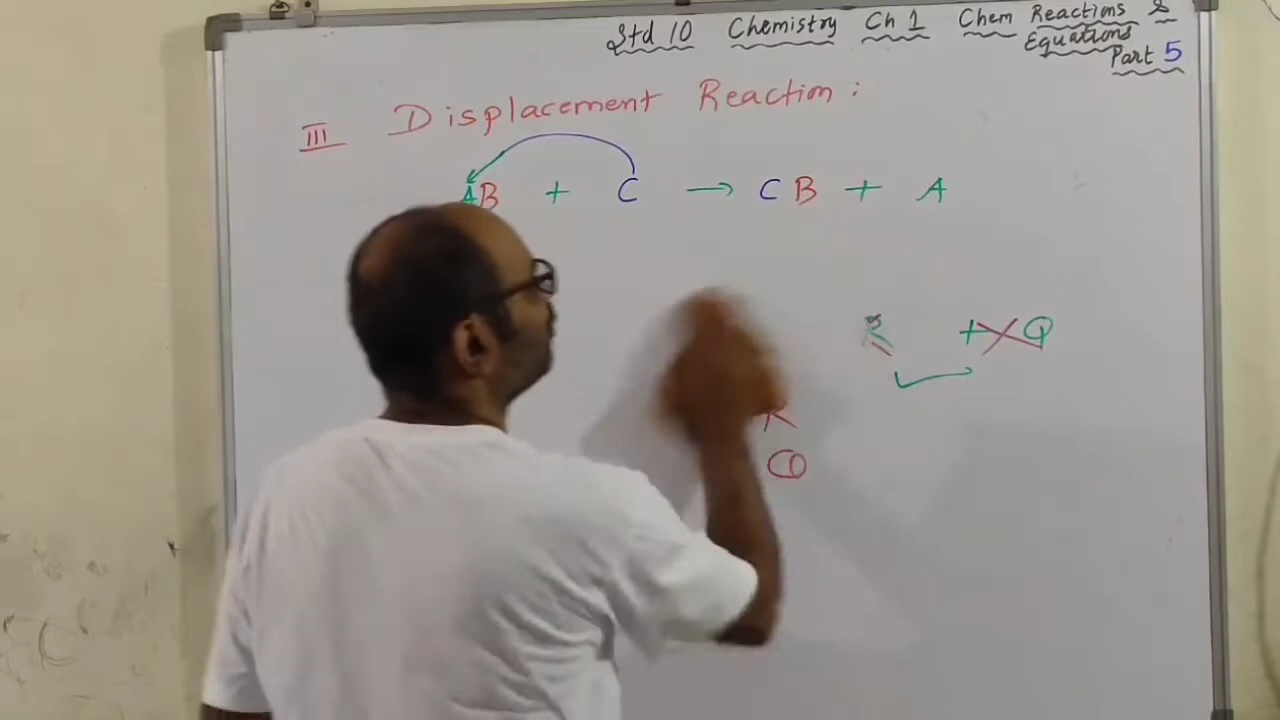 Std 10 Chemistry Ch 1 Chem Reactions &
Equations
Part 5
III Displacement Reaction :
AB + C → CB + A
+ Q